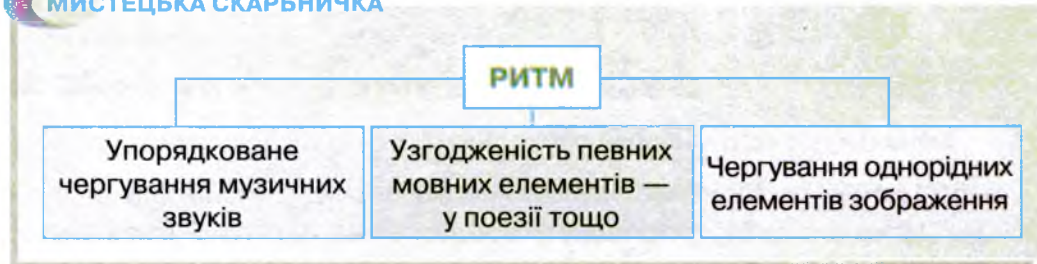 МИСТЕЦЬКА СКАРБНИЧКА
РИТМ
Упорядковане
чергування музичних
звуків
Узгодженість певних
мовних елементів —
у поезії тощо
Чергування однорідних
елементів зображення